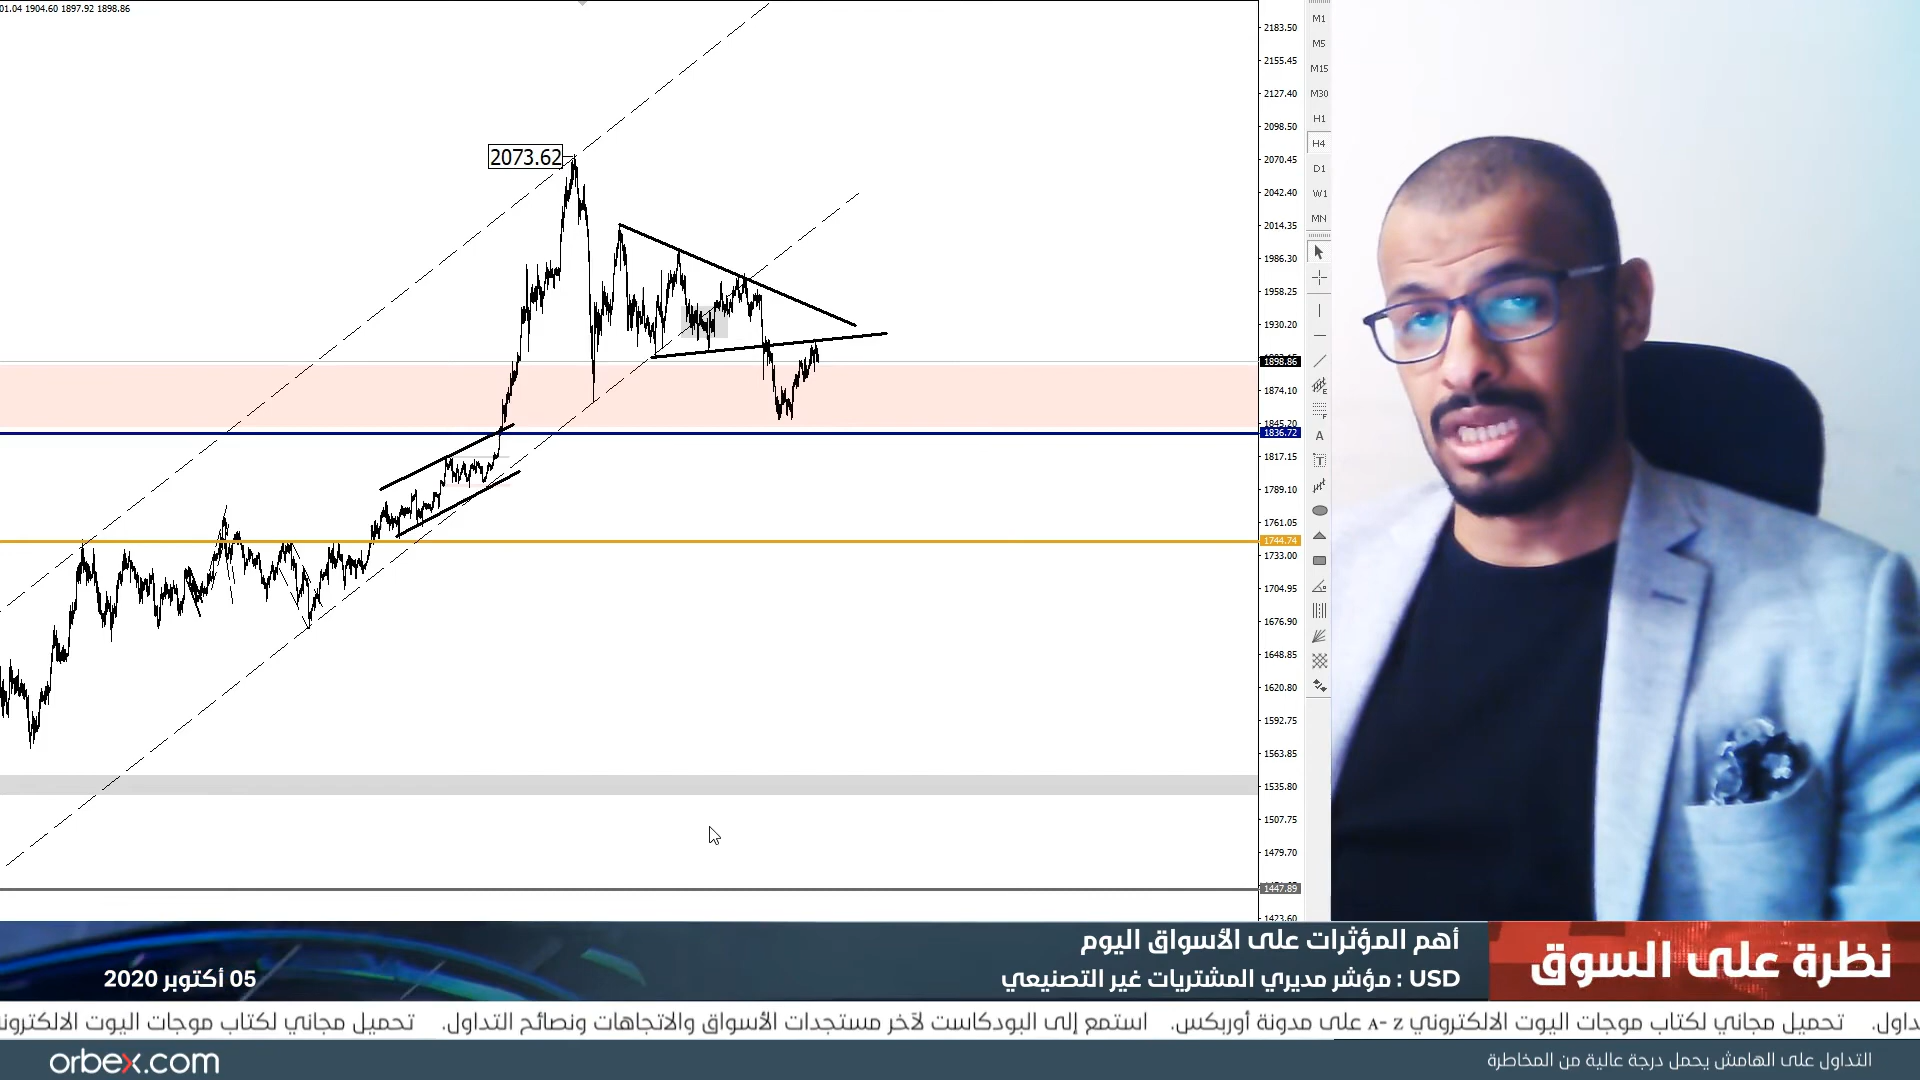 01.04 1904.60 1897.92 1898.86
2073.62
2183.50
2155.45
2127.40
2098.50
2070.45
2042.40
2014.35
1986.30
1958.25
1930.20
1898.86
1874.10
1845.20
1836.72
1817.15
1789.10
1761.05
1744.74
1733.00
1704.95
1676.90
1648.85
1620.80
1592.75
1563.85
1535.80
1507.75
1479.70
1447.89
1423.60
M1
M5
M15
M30
H1
H4
D1
W1
MN
E
F
A
T
أهم المؤثرات على الأسواق اليوم
USD : مؤشر مديري المشتريات غير التصنيعي
05 أكتوبر 2020
نظرة على السوق
داول. تحميل مجاني لكتاب موجات اليوت الالكتروني A-Z على مدونة أوربكس. استمع إلى البودكاست لآخر مستجدات الأسواق والاتجاهات ونصائح التداول. تحميل مجاني لكتاب موجات اليوت الالكترون
orbex.com
التداول على الهامش يحمل درجة عالية من المخاطرة